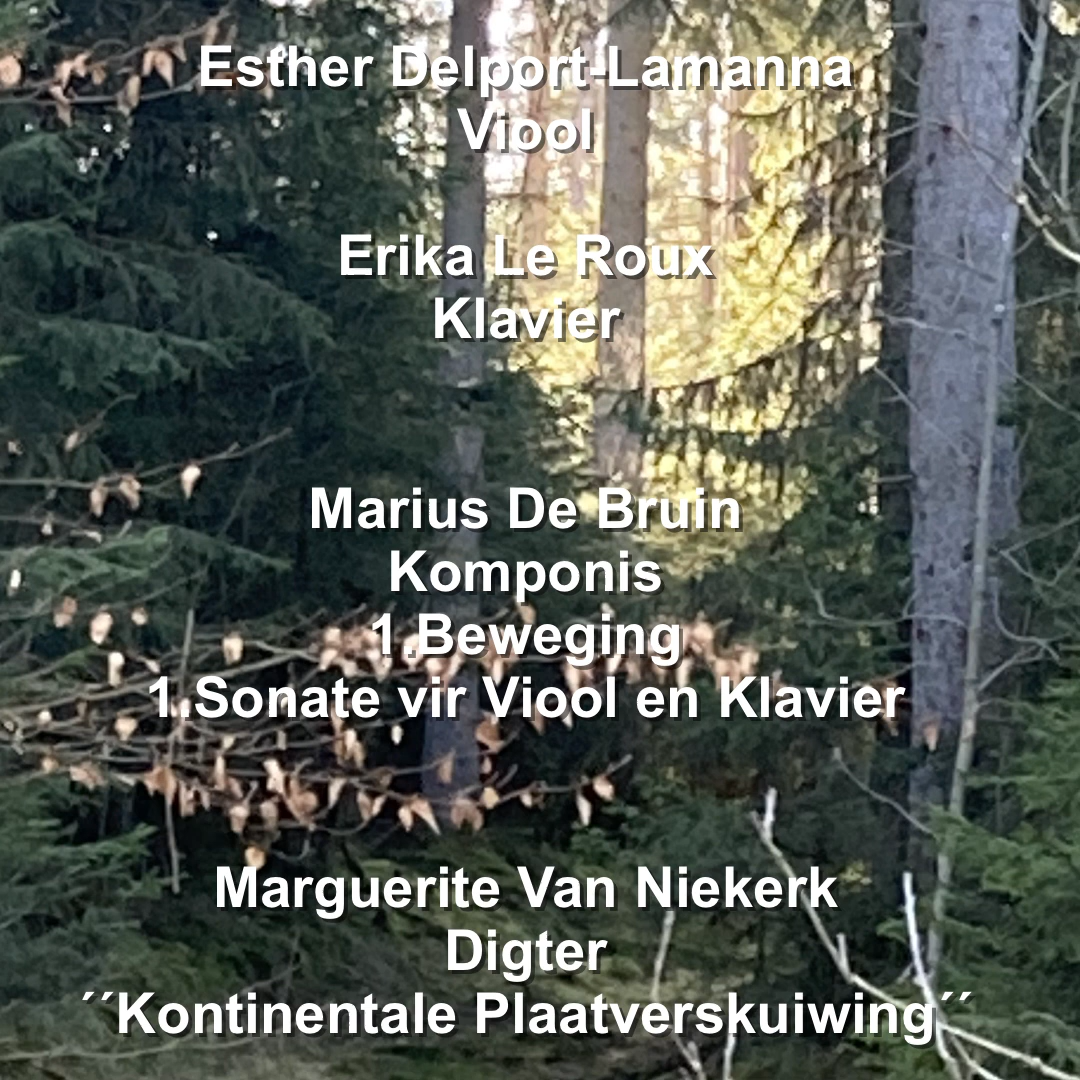 Esther Delport-Lamanna
Viool
Erika Le Roux
Klavier
Marius De Bruin
Komponis
1.Beweging
1.Sonate vir Viool en Klavier
Marguerite Van Niekerk
Digter
´´Kontinentale Plaatverskuiwing´´